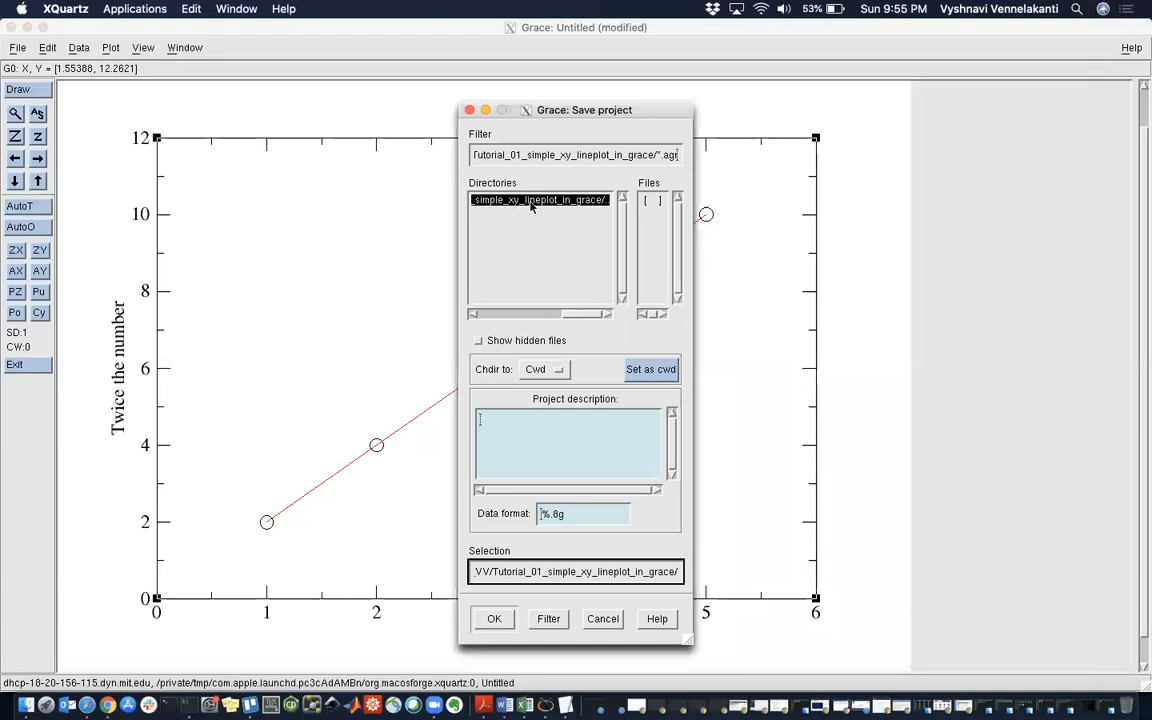 XQuartz Applications Edit Window Help 53% Sun 9:55 PM Vyshnavi Vennelakanti
Grace: Untitled (modified)
File Edit Data Plot View Window Help
G0: X, Y = [1.55388, 12.2621]
Draw
Z z
AutoT
AutoO
ZX ZY
AX AY
PZ Pu
Po Cy
SD:1
CW:0
Exit
12
10
8
6
4
2
0
Twice the number
0 1 2 5 6
Grace: Save project
Filter
Tutorial_01_simple_xy_lineplot_in_grace/*.agr
Directories Files
_simple_xy_lineplot_in_grace/.. [ ]
Show hidden files
Chdir to: Cwd Set as cwd
Project description:
Data format: %.8g
Selection
_VV/Tutorial_01_simple_xy_lineplot_in_grace/
OK Filter Cancel Help
dhcp-18-20-156-115.dyn.mit.edu, /private/tmp/com.apple.launchd.pc3cAdAMBn/org.macosforge.xquartz:0, Untitled